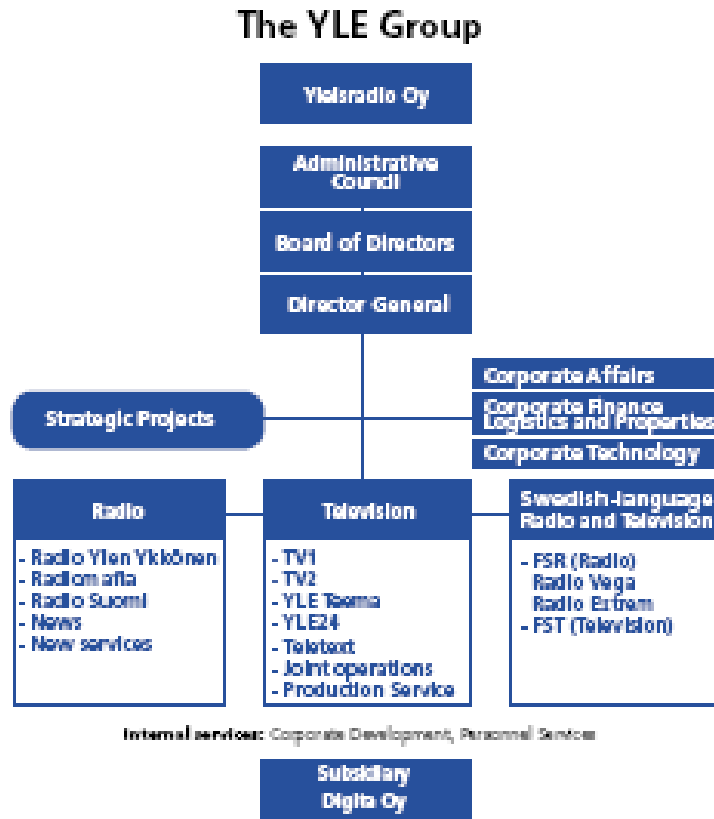 The YLE Group
Yleisradio Oy
Administrative
Council
Board of Directors
Director General
Strategic Projects
Corporate Affairs
Corporate Finance
Logistics and Properties
Corporate Technology
Radio
- Radio Ylen Ykkönen
- Radiomafia
- Radio Suomi
- News
- New services
Television
- TV1
- TV2
- YLE Teema
- YLE24
- Teletext
- Joint operations
- Production Service
Swedish-language
Radio and Television
- FSR (Radio)
Radio Vega
Radio Extrem
- FST (Television)
Internal services: Corporate Development, Personnel Services
Subsidiary
Digita Oy